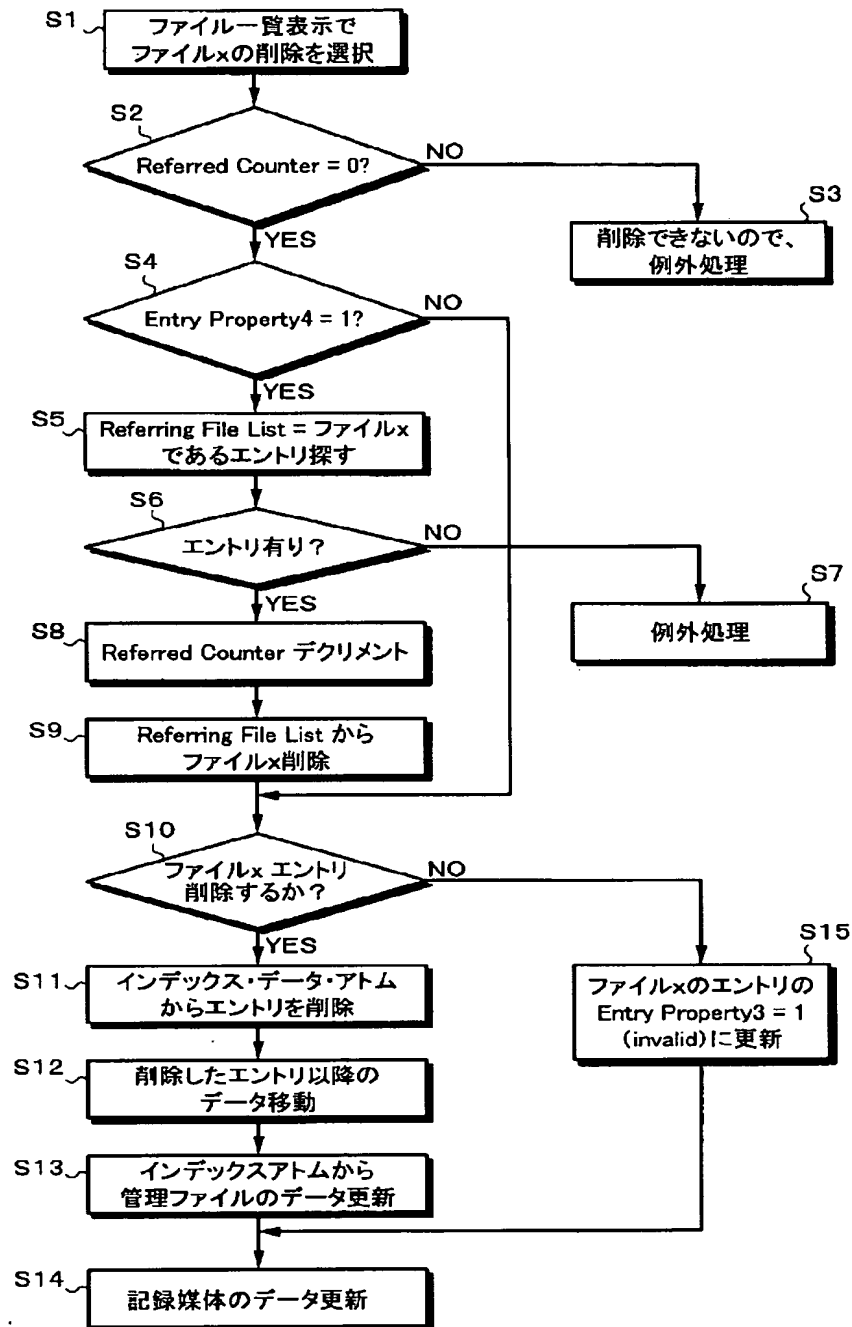 S1
ファイル一覧表示で
ファイルxの削除を選択
S2
Referred Counter = 0?
NO
YES
S3
削除できないので、
例外処理
S4
Entry Property4 = 1?
NO
YES
S5
Referring File List = ファイルx
であるエントリ探す
S6
エントリ有り？
NO
YES
S7
例外処理
S8
Referred Counter デクリメント
S9
Referring File List から
ファイルx削除
S10
ファイルx エントリ
削除するか？
NO
YES
S11
インデックス・データ・アトム
からエントリを削除
S15
ファイルxのエントリの
Entry Property3 = 1
(invalid)に更新
S12
削除したエントリ以降の
データ移動
S13
インデックスアトムから
管理ファイルのデータ更新
S14
記録媒体のデータ更新